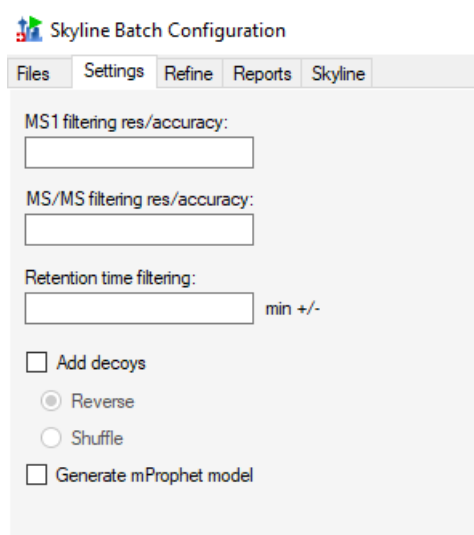 Skyline Batch Configuration
Files Settings Refine Reports Skyline
MS1 filtering res/accuracy:
MS/MS filtering res/accuracy:
Retention time filtering:
min +/-
Add decoys
Reverse
Shuffle
Generate mProphet model